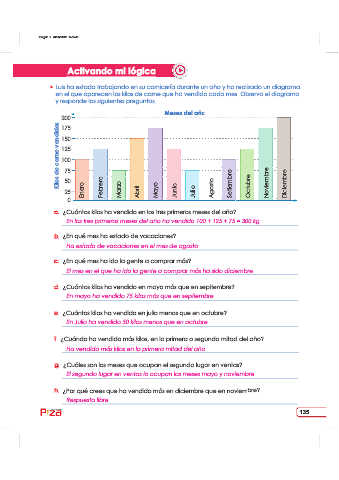 Activando mi lógica
Luis ha estado trabajando en su carnicería durante un año y ha realizado un diagrama
en el que aparecen los kilos de carne que ha vendido cada mes. Observa el diagrama
y responde las siguientes preguntas.
Meses del año
Kilos de carne vendidos
200
175
150
125
100
75
50
25
0
Enero
Febrero
Marzo
Abril
Mayo
Junio
Julio
Agosto
Setiembre
Octubre
Noviembre
Diciembre
a. ¿Cuántos kilos ha vendido en los tres primeros meses del año?
En los tres primeros meses del año ha vendido 100 + 125 + 75 = 300 kg
b. ¿En qué mes ha estado de vacaciones?
Ha estado de vacaciones en el mes de agosto
c. ¿En qué mes ha ido la gente a comprar más?
El mes en el que ha ido la gente a comprar más ha sido diciembre
d. ¿Cuántos kilos ha vendido en mayo más que en septiembre?
En mayo ha vendido 75 kilos más que en septiembre
e. ¿Cuántos kilos ha vendido en julio menos que en octubre?
En Julio ha vendido 50 kilos menos que en octubre
f. ¿Cuándo ha vendido más kilos, en la primera o segunda mitad del año?
Ha vendido más kilos en la primera mitad del año
g. ¿Cuáles son los meses que ocupan el segundo lugar en ventas?
El segundo lugar en ventas lo ocupan los meses mayo y noviembre
h. ¿Por qué crees que ha vendido más en diciembre que en noviembre?
Respuesta libre
135